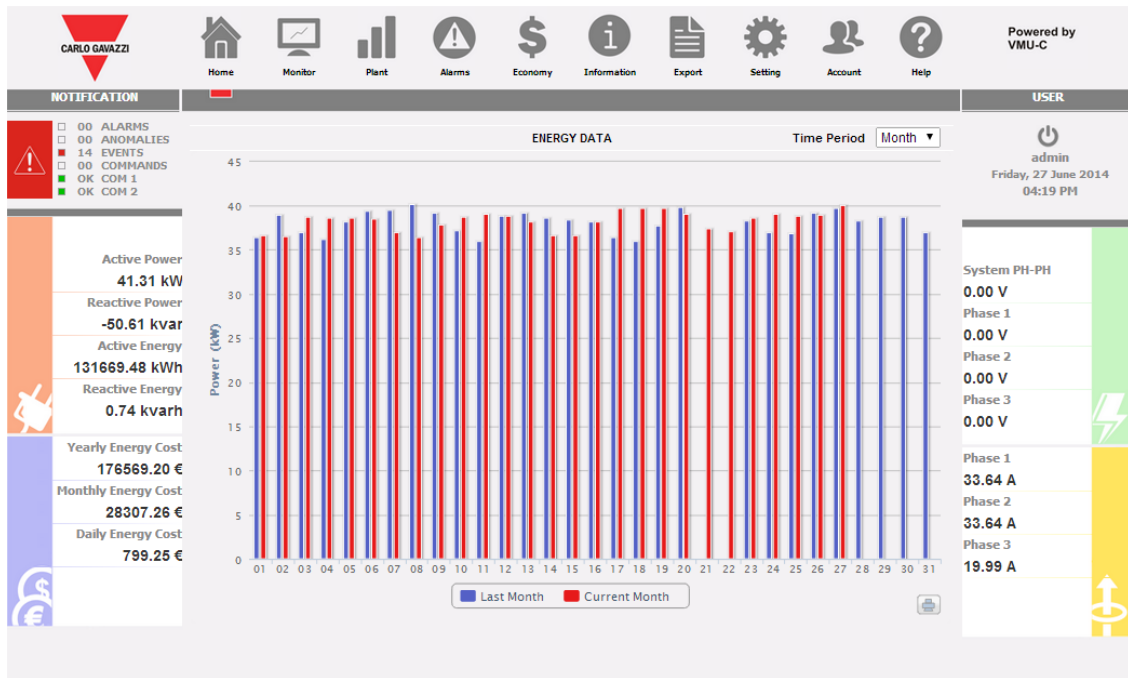 CARLO GAVAZZI
Home
Monitor
Plant
Alarms
Economy
Information
Export
Setting
Account
Help
Powered by
VMU-C
NOTIFICATION
00 ALARMS
00 ANOMALIES
14 EVENTS
00 COMMANDS
OK COM 1
OK COM 2
Active Power
41.31 kW
Reactive Power
-50.61 kvar
Active Energy
131669.48 kWh
Reactive Energy
0.74 kvarh
Yearly Energy Cost
176569.20 €
Monthly Energy Cost
28307.26 €
Daily Energy Cost
799.25 €
ENERGY DATA
Time Period Month
45
40
35
30
25
20
15
10
5
0
Power (kW)
01 02 03 04 05 06 07 08 09 10 11 12 13 14 15 16 17 18 19 20 21 22 23 24 25 26 27 28 29 30 31
Last Month Current Month
USER
admin
Friday, 27 June 2014
04:19 PM
System PH-PH
0.00 V
Phase 1
0.00 V
Phase 2
0.00 V
Phase 3
0.00 V
Phase 1
33.64 A
Phase 2
33.64 A
Phase 3
19.99 A